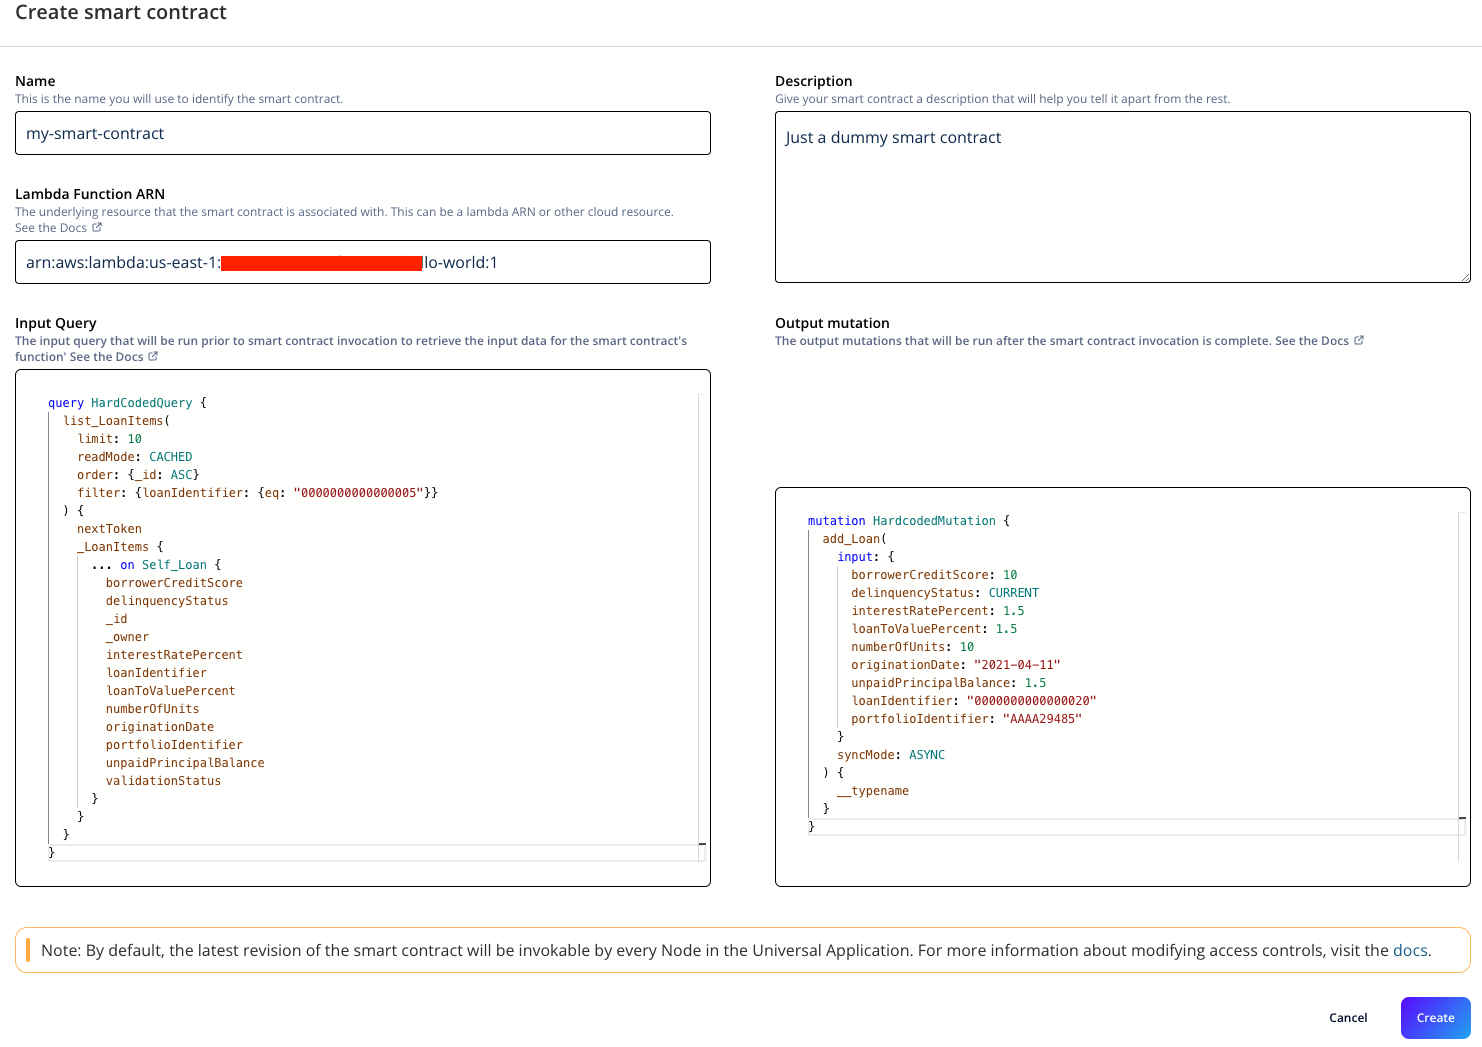 Create smart contract
Name
This is the name you will use to identify the smart contract.
my-smart-contract
Lambda Function ARN
The underlying resource that the smart contract is associated with. This can be a lambda ARN or other cloud resource.
See the Docs
arn:aws:lambda:us-east-1:
lo-world:1
Description
Give your smart contract a description that will help you tell it apart from the rest.
Just a dummy smart contract
Input Query
The input query that will be run prior to smart contract invocation to retrieve the input data for the smart contract's
function' See the Docs
query HardCodedQuery {
list_LoanItems(
limit: 10
readMode: CACHED
order: {_id: ASC}
filter: {loanIdentifier: {eq: "0000000000000005"}}
) {
nextToken
_LoanItems {
... on Self_Loan {
borrowerCreditScore
delinquencyStatus
_id
_owner
interestRatePercent
loanIdentifier
loanToValuePercent
numberOfUnits
originationDate
portfolioIdentifier
unpaidPrincipalBalance
validationStatus
}
}
}
}
Output mutation
The output mutations that will be run after the smart contract invocation is complete. See the Docs
mutation HardcodedMutation {
add_Loan(
input: {
borrowerCreditScore: 10
delinquencyStatus: CURRENT
interestRatePercent: 1.5
loanToValuePercent: 1.5
numberOfUnits: 10
originationDate: "2021-04-11"
unpaidPrincipalBalance: 1.5
loanIdentifier: "0000000000000020"
portfolioIdentifier: "AAAA29485"
}
syncMode: ASYNC
) {
__typename
}
}
Note: By default, the latest revision of the smart contract will be invokable by every Node in the Universal Application. For more information about modifying access controls, visit the docs.
Cancel
Create